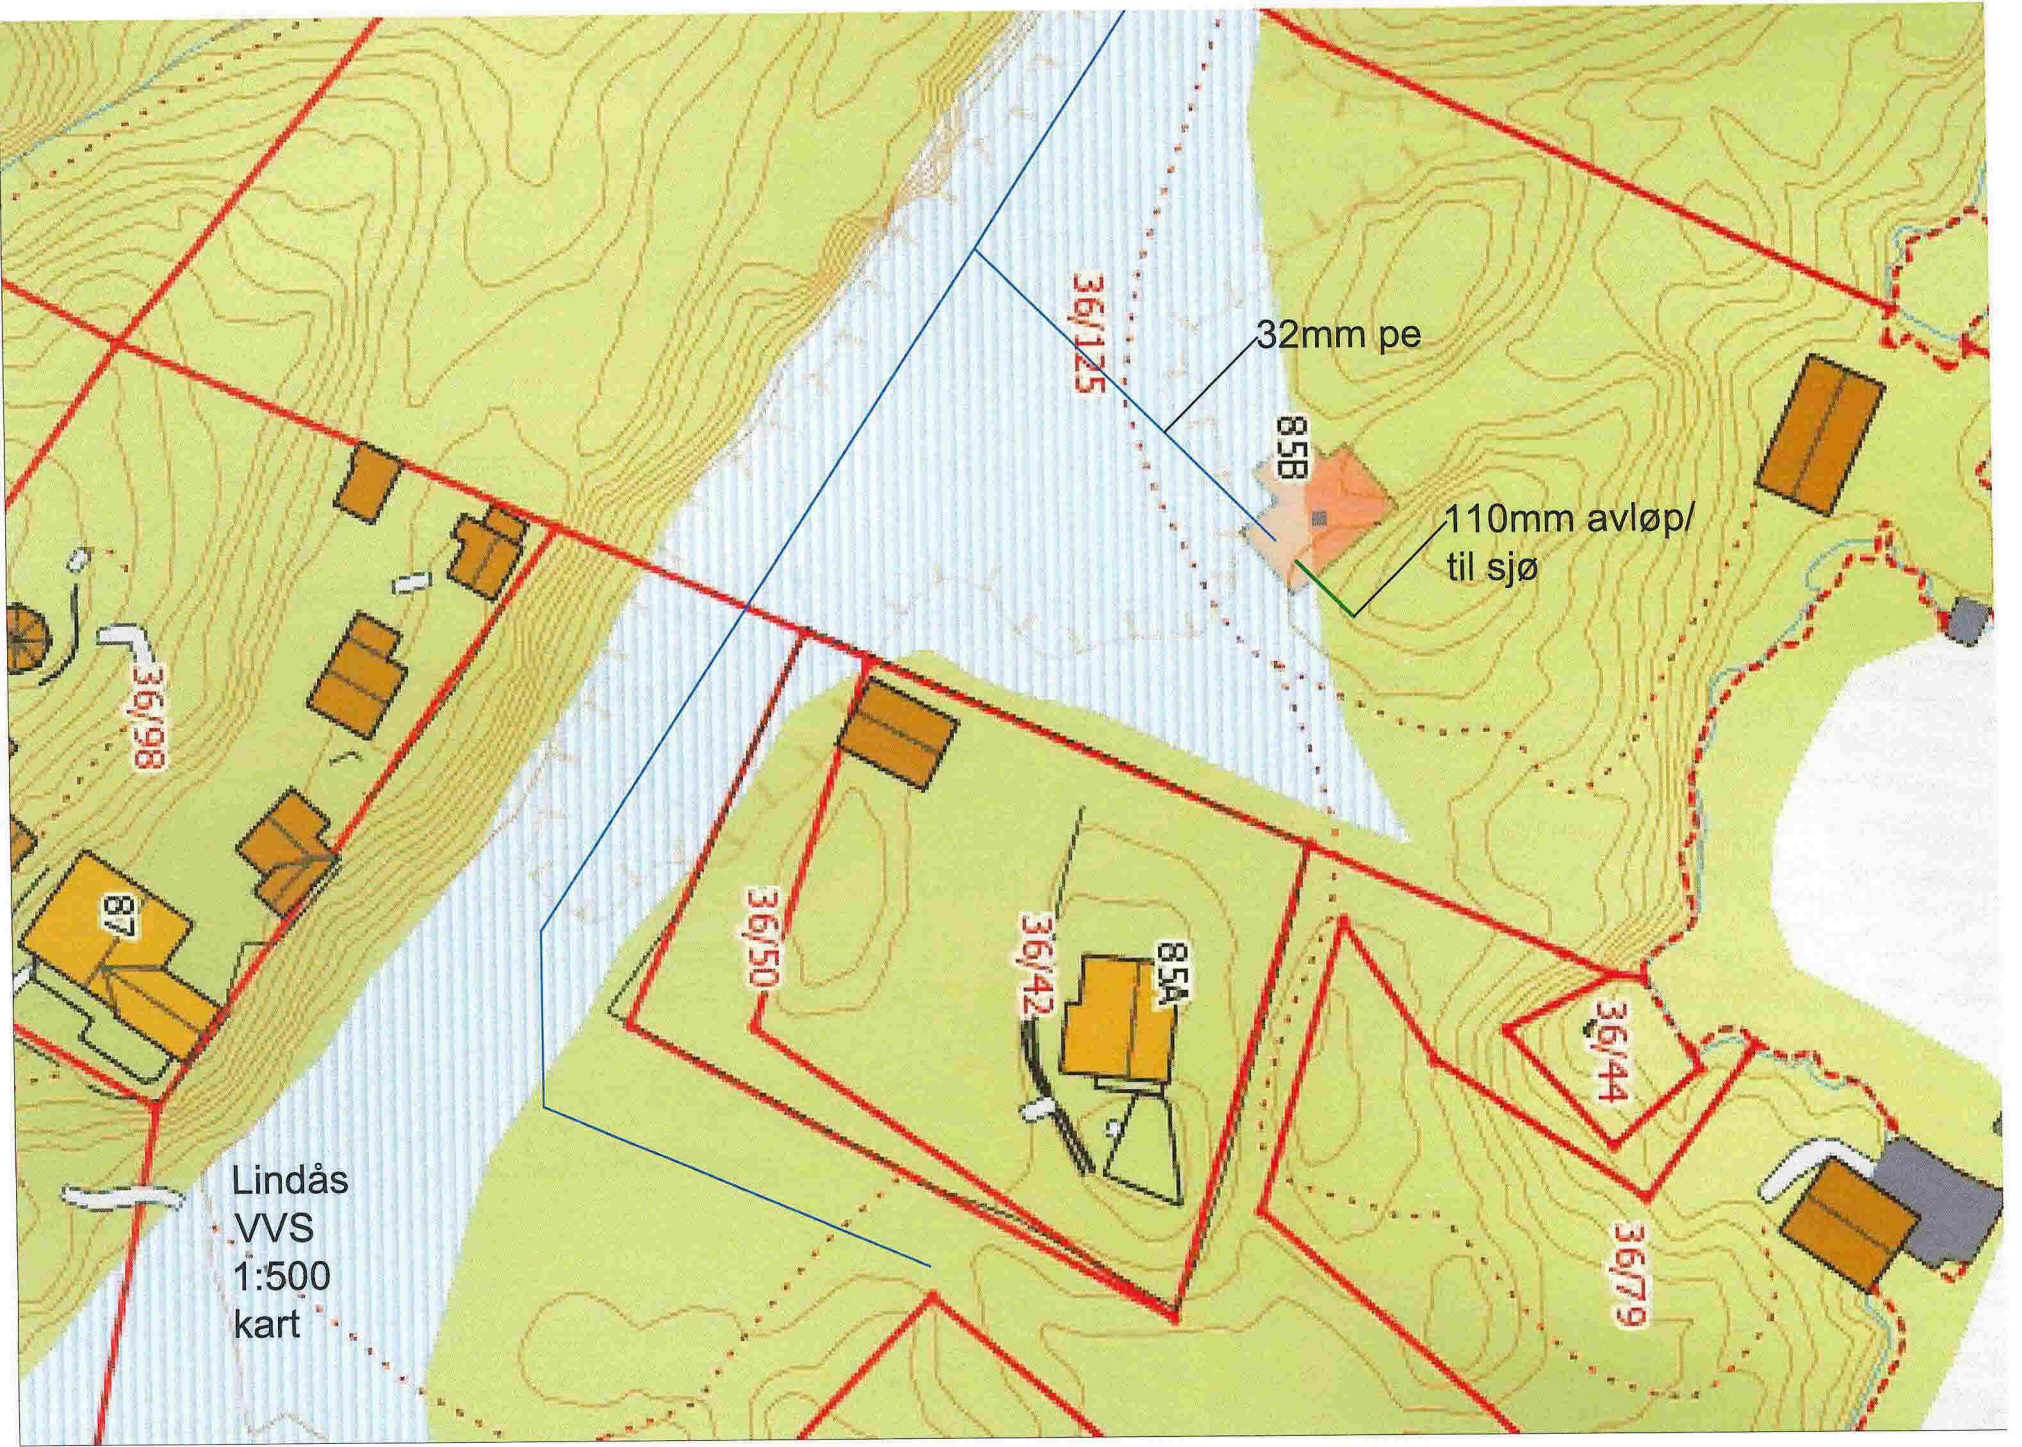 36/125
32mm pe
85B
110mm avløp/
til sjø
36/98
87
36/50
36/42
85A
36/44
36/79
Lindås
VVS
1:500
kart